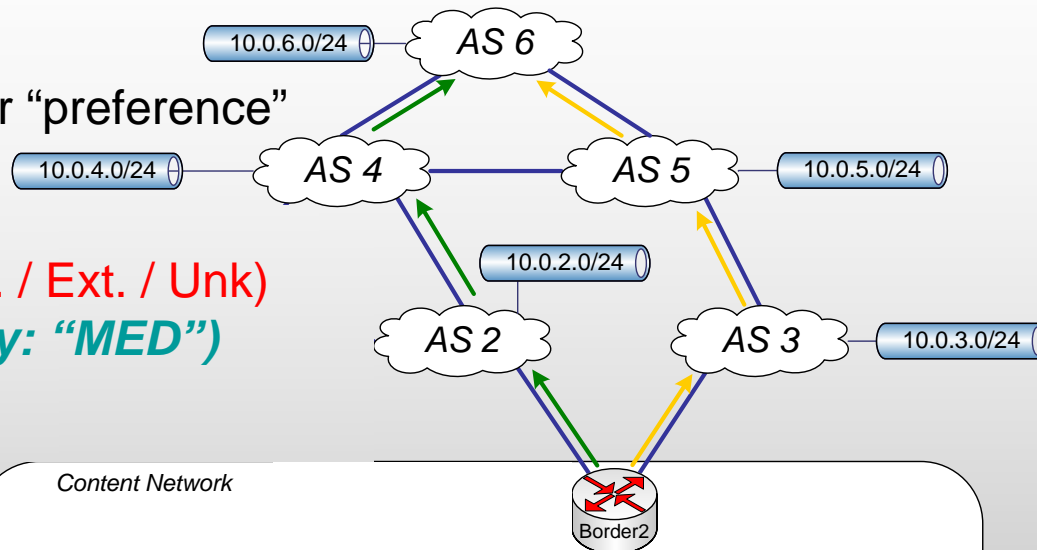 10.0.6.0/24
AS 6
r “preference”
10.0.4.0/24
AS 4
AS 5
10.0.5.0/24
. / Ext. / Unk)
10.0.2.0/24
y: “MED”)
AS 2
AS 3
10.0.3.0/24
Content Network
Border2